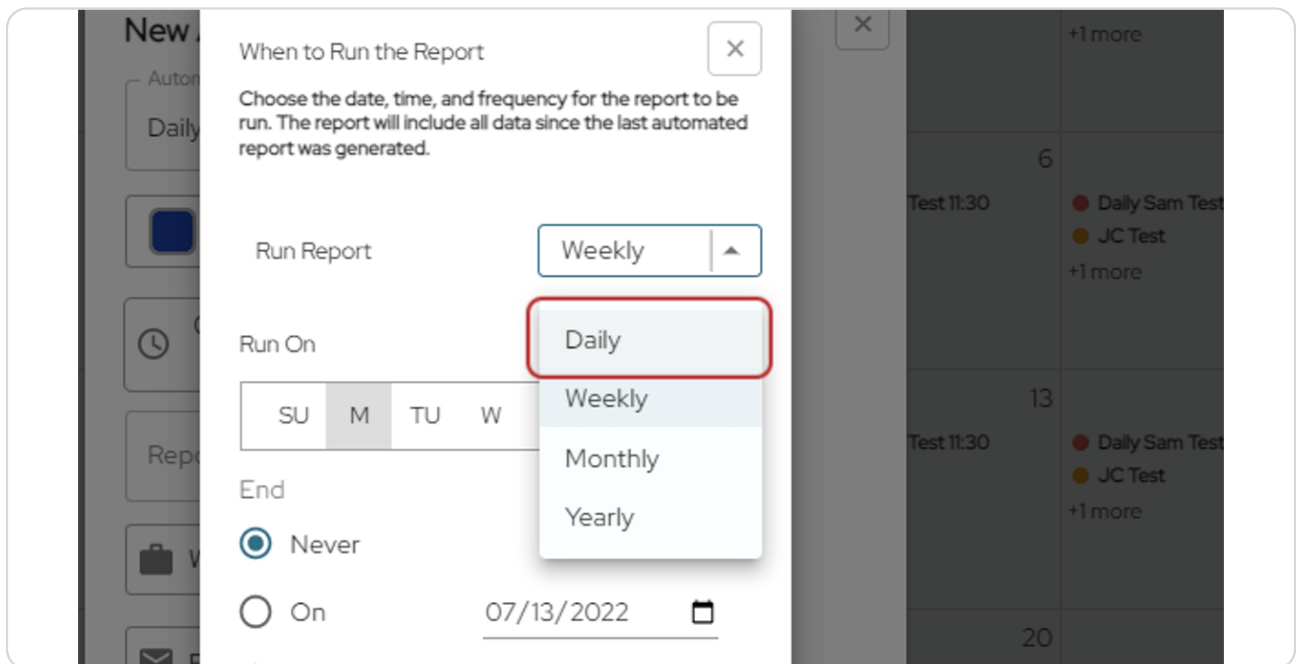 New
When to Run the Report
+1 more
Choose the date, time, and frequency for the report to be
run. The report will include all data since the last automated
report was generated.
Daily
6
Test 11:30
Daily Sam Test
JC Test
+1 more
Run Report
Weekly
Daily
Weekly
Monthly
Yearly
Run On
SU M TU W
13
Test 11:30
Daily Sam Test
JC Test
+1 more
End
Never
On 07/13/2022
20